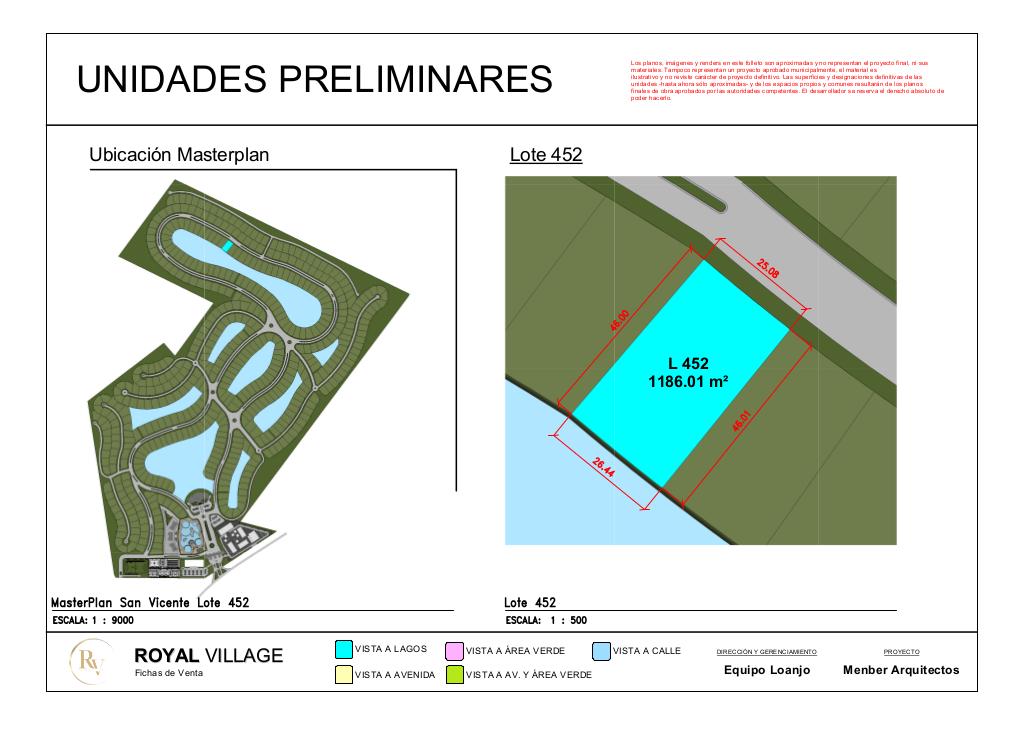 UNIDADES PRELIMINARES
Los planos, imágenes y renders en este folleto son aproximadas y no representan el proyecto final, ni sus
materiales. Tampoco representan un proyecto aprobado municipalmente, el material es
ilustrativo y no reviste carácter de proyecto definitivo. Las superficies y designaciones definitivas de las
unidades -hasta ahora sólo aproximadas- y de los espacios propios y comunes resultarán de los planos
finales de obra aprobados por las autoridades competentes. El desarrollador se reserva el derecho absoluto de
poder hacerlo.
Ubicación Masterplan
Lote 452
25.08
46.00
L 452
1186.01 m²
46.01
26.44
MasterPlan San Vicente Lote 452
ESCALA: 1 : 9000
Lote 452
ESCALA: 1 : 500
RV
ROYAL VILLAGE
Fichas de Venta
VISTA A LAGOS
VISTA A ÁREA VERDE
VISTA A CALLE
VISTA A AVENIDA
VISTA A AV. Y ÁREA VERDE
DIRECCIÓN Y GERENCIAMIENTO
Equipo Loanjo
PROYECTO
Menber Arquitectos